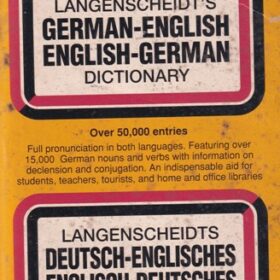 LANGENSCHEIDT'S
GERMAN-ENGLISH
ENGLISH-GERMAN
DICTIONARY
Over 50,000 entries
Full pronunciation in both languages. Featuring over
15,000 German nouns and verbs with information on
declension and conjugation. An indispensable aid for
students, teachers, tourists, and home and office libraries
LANGENSCHEIDTS
DEUTSCH-ENGLISCHES
ENGLISCH-DEUTSCHES